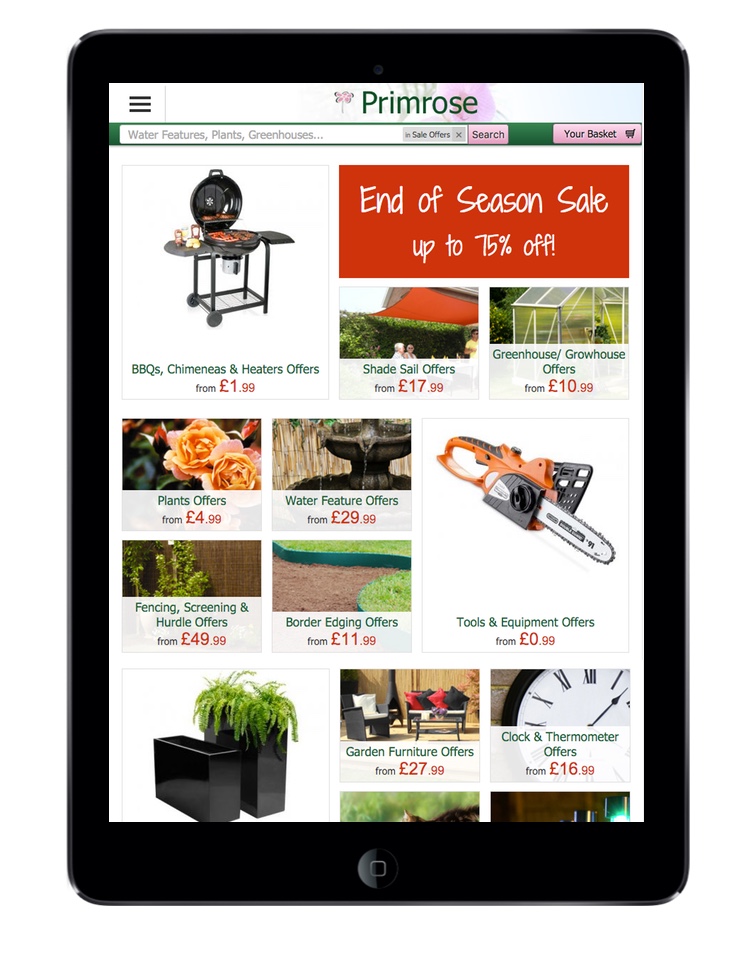 Primrose
Water Features, Plants, Greenhouses...
in Sale Offers
Search
Your Basket
End of Season Sale
up to 75% off!
BBQs, Chimeneas & Heaters Offers
from £1.99
Shade Sail Offers
from £17.99
Greenhouse/ Growhouse
Offers
from £10.99
Plants Offers
from £4.99
Water Feature Offers
from £29.99
Fencing, Screening &
Hurdle Offers
from £49.99
Border Edging Offers
from £11.99
Tools & Equipment Offers
from £0.99
Garden Furniture Offers
from £27.99
Clock & Thermometer
Offers
from £16.99